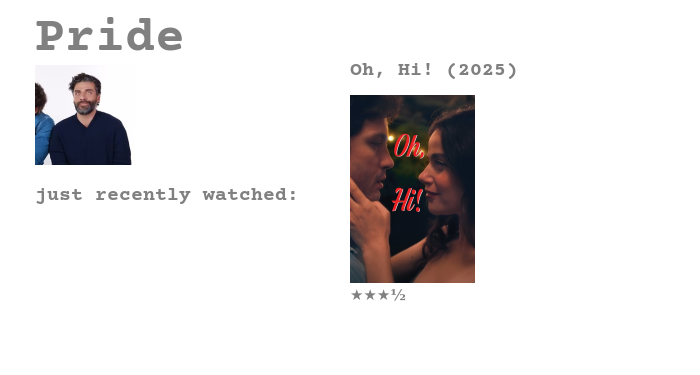 Pride
just recently watched:
Oh, Hi! (2025)
Oh,
Hi!
★★★½